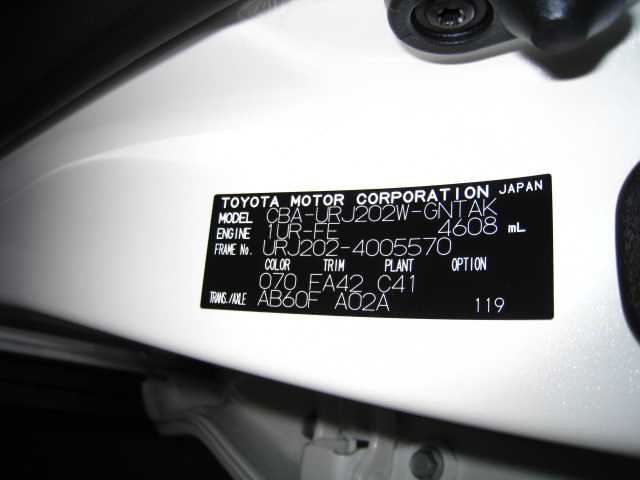 TOYOTA MOTOR CORPORATION JAPAN
MODEL CBA-URJ202W-GNTAK
ENGINE 1UR-FE 4608 mL
FRAME No. URJ202-4005570
COLOR TRIM PLANT OPTION
070 FA42 C41
TRANS./AXLE AB60F A02A 119